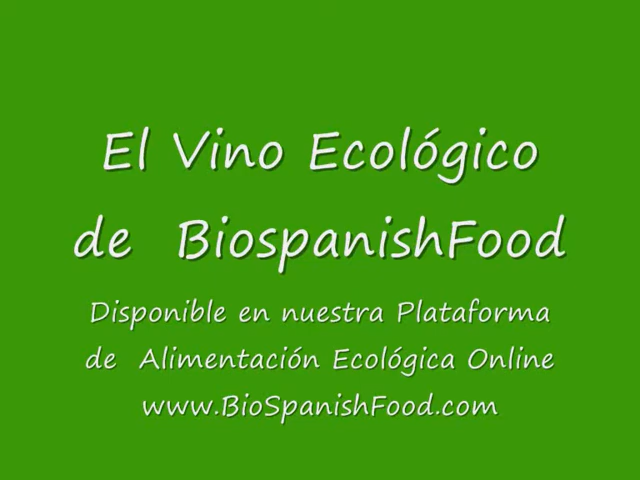 El Vino Ecológico
de BiospanishFood
Disponible en nuestra Plataforma
de Alimentación Ecológica Online
www.BioSpanishFood.com